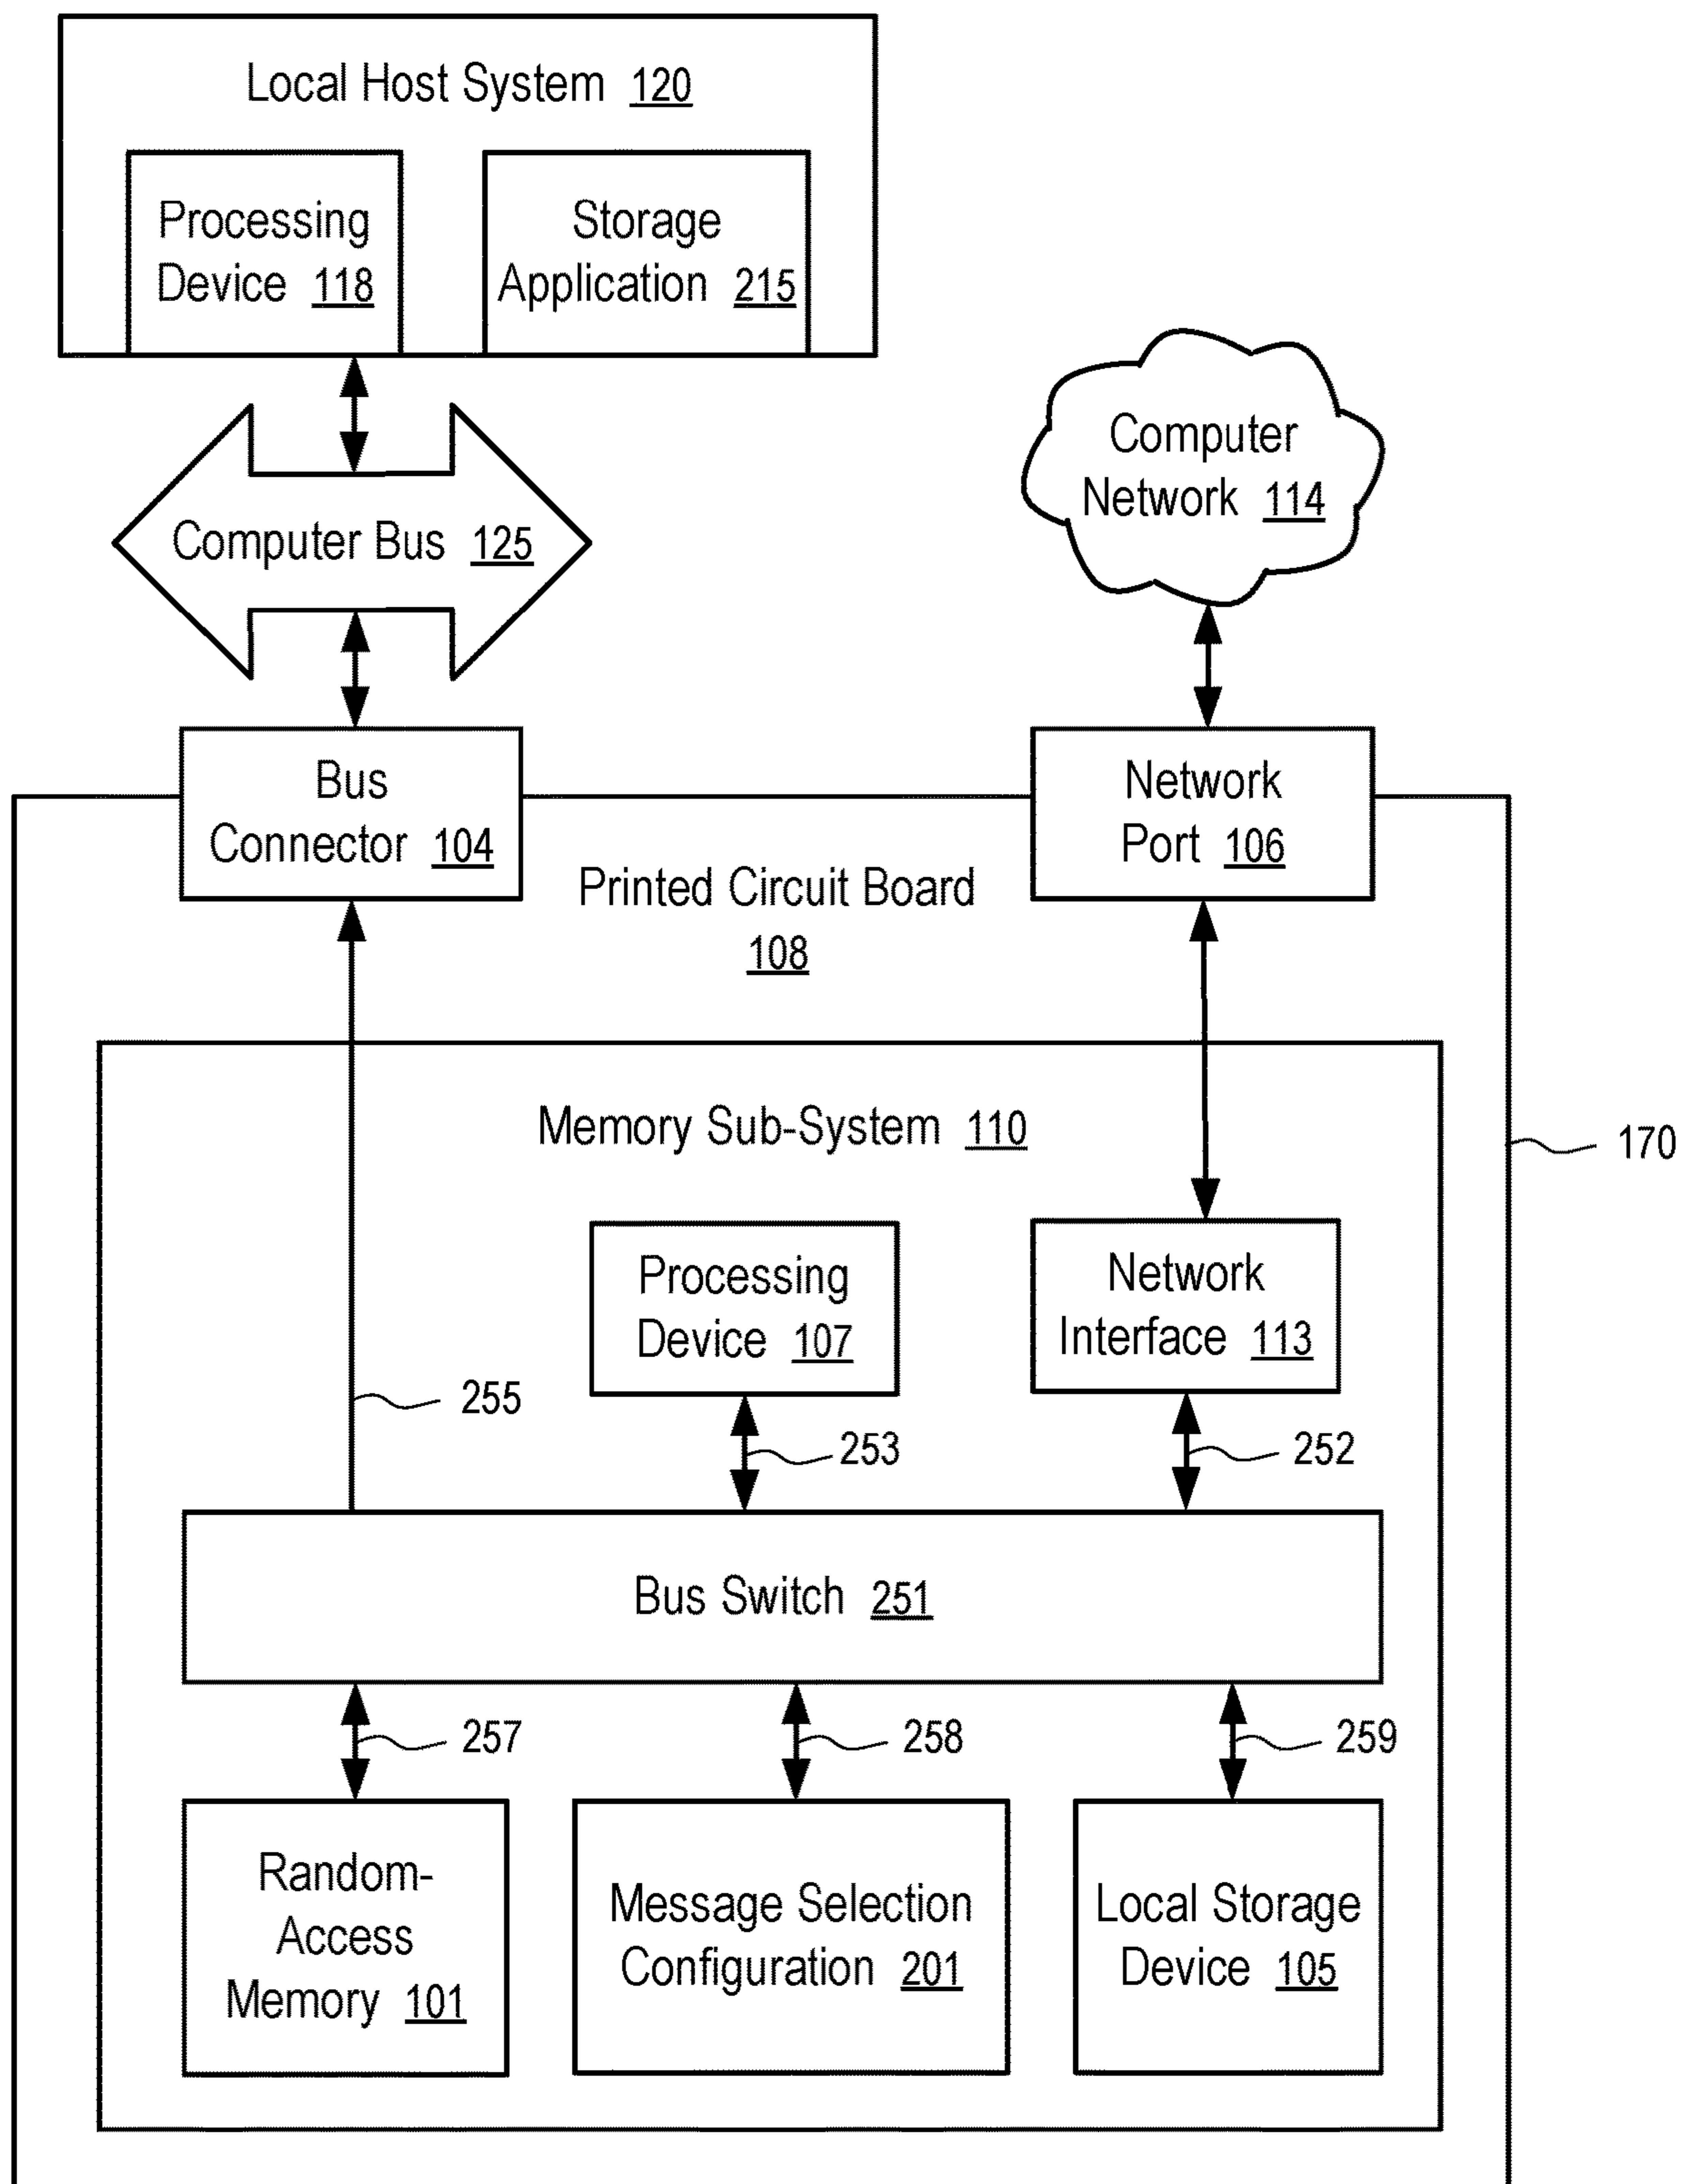 Local Host System 120
Processing
Device 118
Storage
Application 215
Computer
Network 114
Computer Bus 125
Bus
Connector 104
Network
Port 106
Printed Circuit Board
108
Memory Sub-System 110
170
Processing
Device 107
Network
Interface 113
255
253
252
Bus Switch 251
257
258
259
Random-
Access
Memory 101
Message Selection
Configuration 201
Local Storage
Device 105